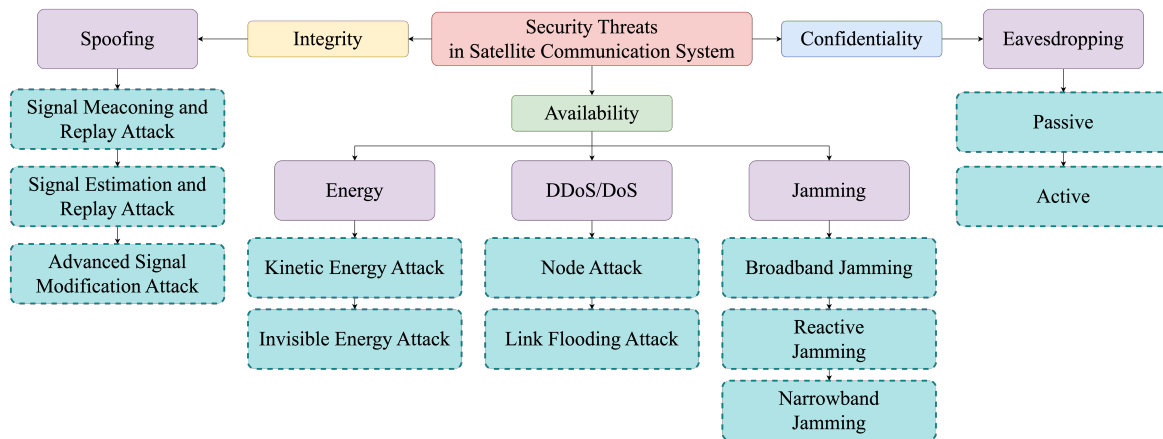 Security Threats
in Satellite Communication System
Spoofing
Integrity
Confidentiality
Eavesdropping
Signal Meaconing and
Replay Attack
Signal Estimation and
Replay Attack
Advanced Signal
Modification Attack
Availability
Energy
Kinetic Energy Attack
Invisible Energy Attack
DDoS/DoS
Node Attack
Link Flooding Attack
Jamming
Broadband Jamming
Reactive
Jamming
Narrowband
Jamming
Passive
Active